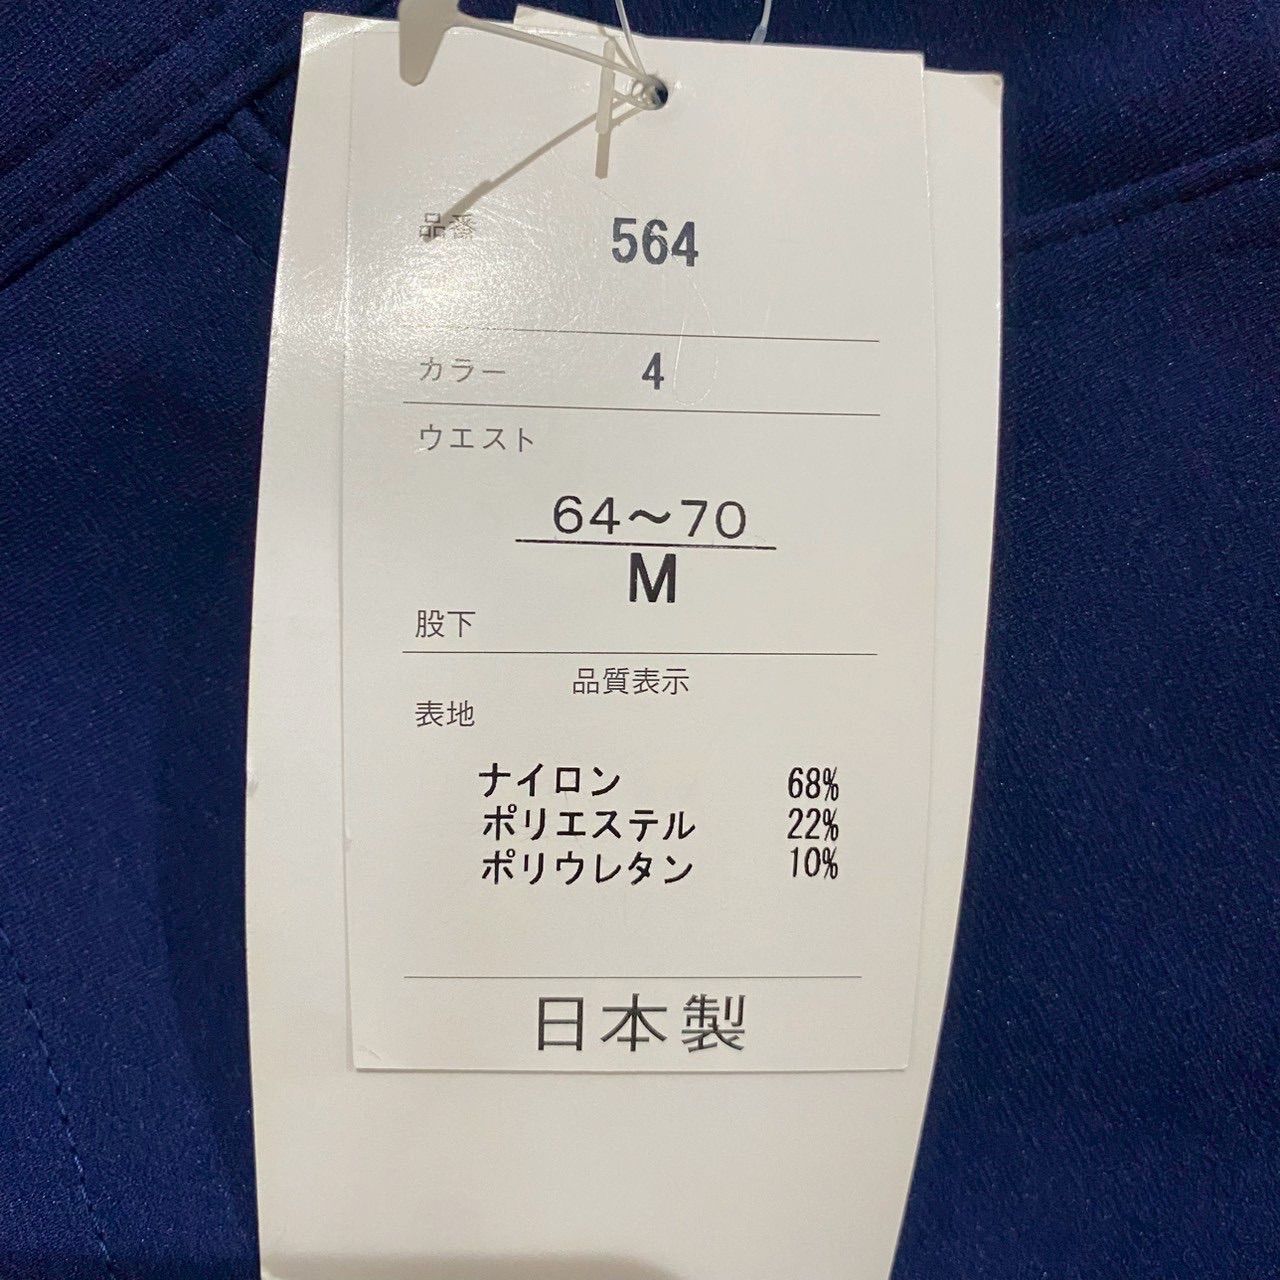 品番 564
カラー 4
ウエスト
64～70
M
股下
品質表示
表地
ナイロン 68%
ポリエステル 22%
ポリウレタン 10%
日本製